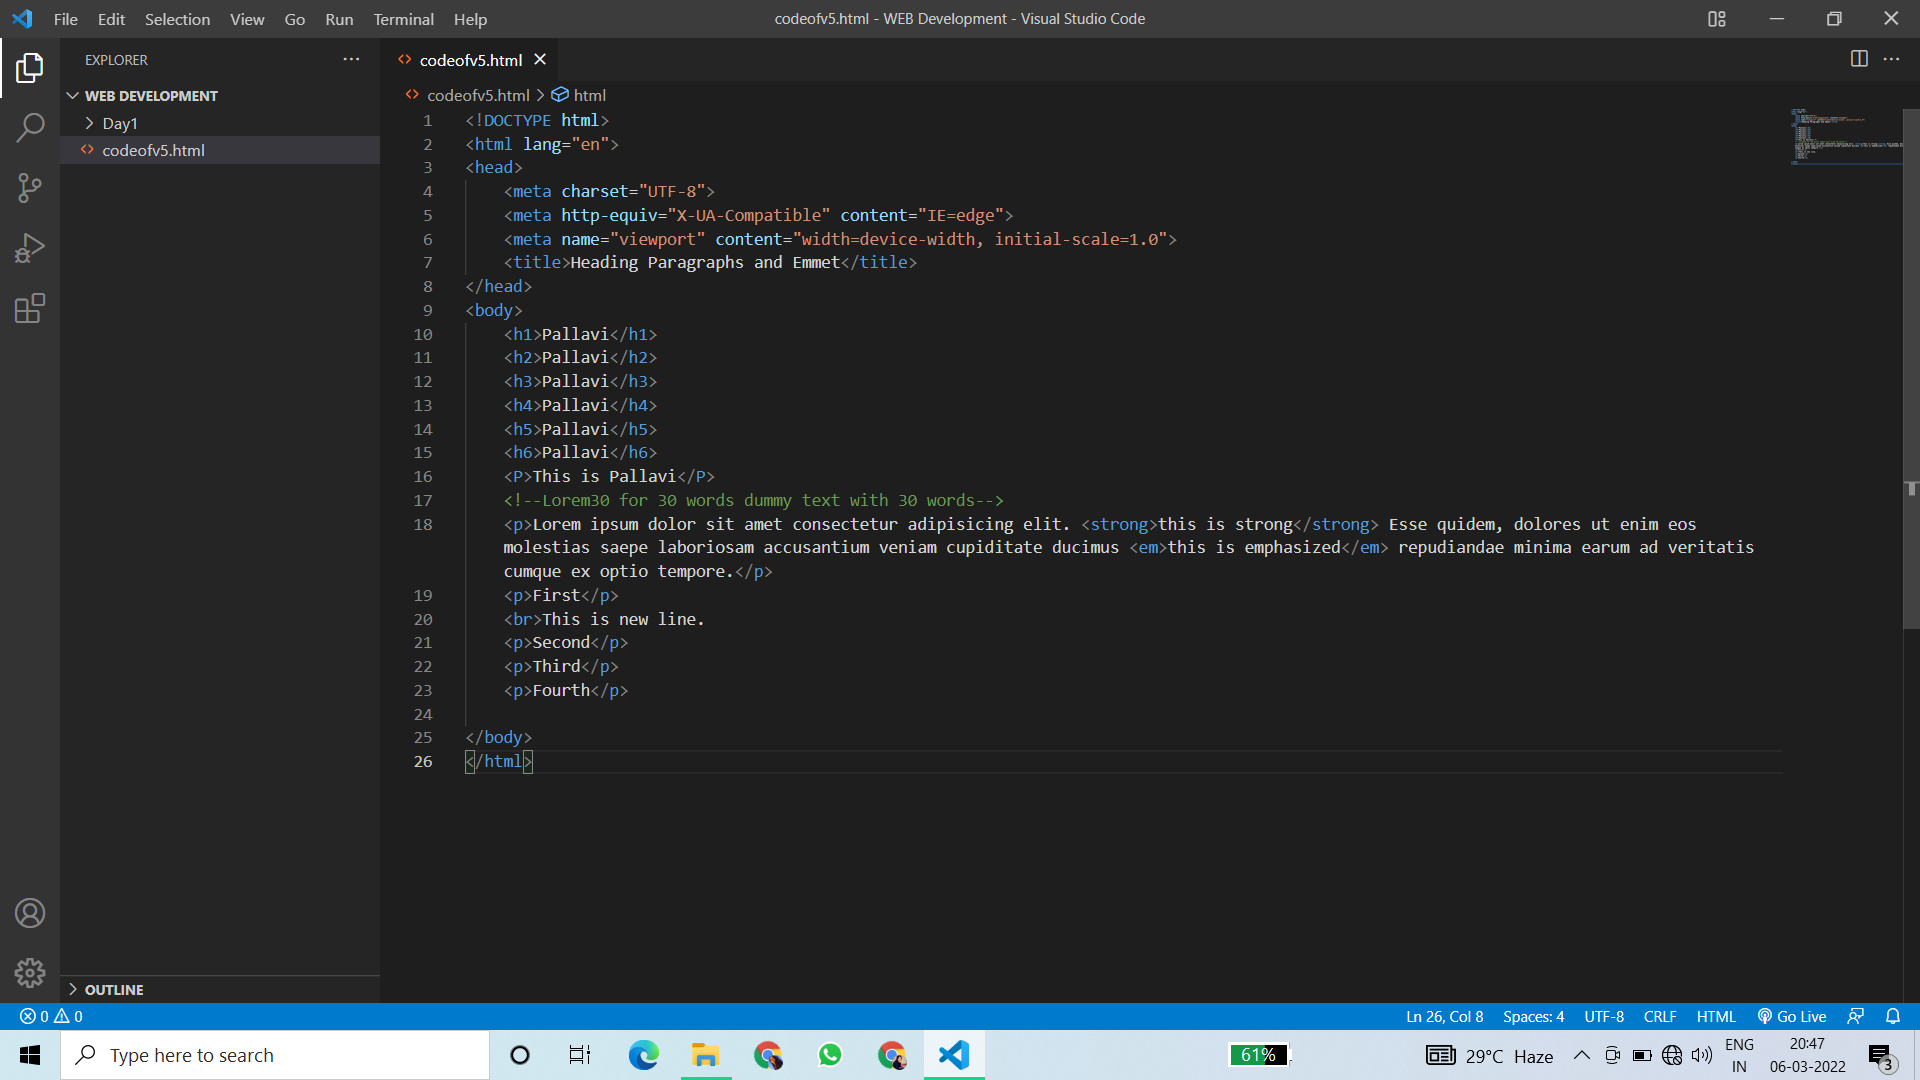 File Edit Selection View Go Run Terminal Help
codeofv5.html - WEB Development - Visual Studio Code
EXPLORER
WEB DEVELOPMENT
Day1
codeofv5.html
OUTLINE
codeofv5.html
codeofv5.html > html
1 <!DOCTYPE html>
2 <html lang="en">
3 <head>
4 <meta charset="UTF-8">
5 <meta http-equiv="X-UA-Compatible" content="IE=edge">
6 <meta name="viewport" content="width=device-width, initial-scale=1.0">
7 <title>Heading Paragraphs and Emmet</title>
8 </head>
9 <body>
10 <h1>Pallavi</h1>
11 <h2>Pallavi</h2>
12 <h3>Pallavi</h3>
13 <h4>Pallavi</h4>
14 <h5>Pallavi</h5>
15 <h6>Pallavi</h6>
16 <P>This is Pallavi</P>
17 <!--Lorem30 for 30 words dummy text with 30 words-->
18 <p>Lorem ipsum dolor sit amet consectetur adipisicing elit. <strong>this is strong</strong> Esse quidem, dolores ut enim eos
molestias saepe laboriosam accusantium veniam cupiditate ducimus <em>this is emphasized</em> repudiandae minima earum ad veritatis
cumque ex optio tempore.</p>
19 <p>First</p>
20 <br>This is new line.
21 <p>Second</p>
22 <p>Third</p>
23 <p>Fourth</p>
24
25 </body>
26 </html>
0 0
Ln 26, Col 8 Spaces: 4 UTF-8 CRLF HTML Go Live
Type here to search
61%
29°C Haze
ENG
IN
20:47
06-03-2022
3